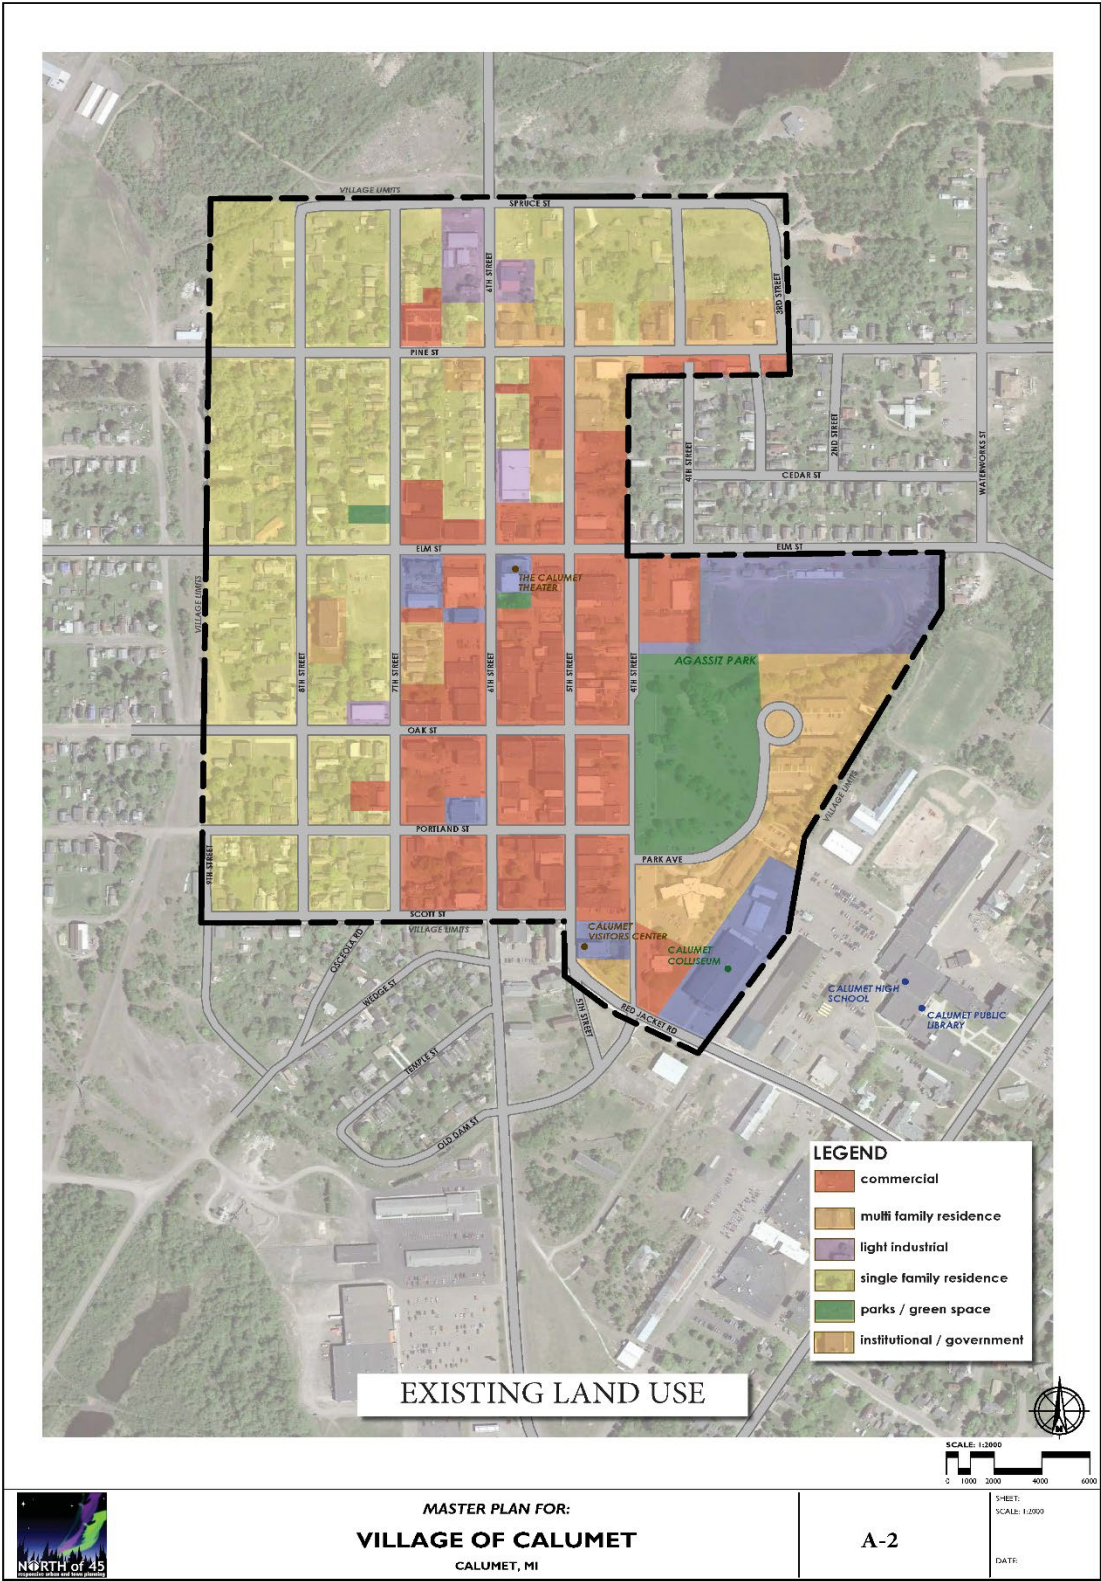 VILLAGE LIMITS
SPRUCE ST
6TH STREET
3RD STREET
PINE ST
4TH STREET
2ND STREET
WATERWORKS ST
CEDAR ST
ELM ST
ELM ST
THE CALUMET
THEATER
VILLAGE LIMITS
AGASSIZ PARK
8TH STREET
7TH STREET
6TH STREET
5TH STREET
4TH STREET
OAK ST
VILLAGE LIMITS
PORTLAND ST
PARK AVE
9TH STREET
SCOTT ST
VILLAGE LIMITS
CALUMET
VISITORS CENTER
CALUMET
COLLISEUM
OSCEOLA RD
WEDGE ST
5TH STREET
RED JACKET RD
CALUMET HIGH
SCHOOL
CALUMET PUBLIC
LIBRARY
TEMPLE ST
OLD DAM ST
LEGEND
commercial
multi family residence
light industrial
single family residence
parks / green space
institutional / government
EXISTING LAND USE
N
SCALE: 1:2000
0 1000 2000 4000 6000
NORTH of 45
responsive urban and town planning
MASTER PLAN FOR:
VILLAGE OF CALUMET
CALUMET, MI
A-2
SHEET:
SCALE: 1:2000
DATE: